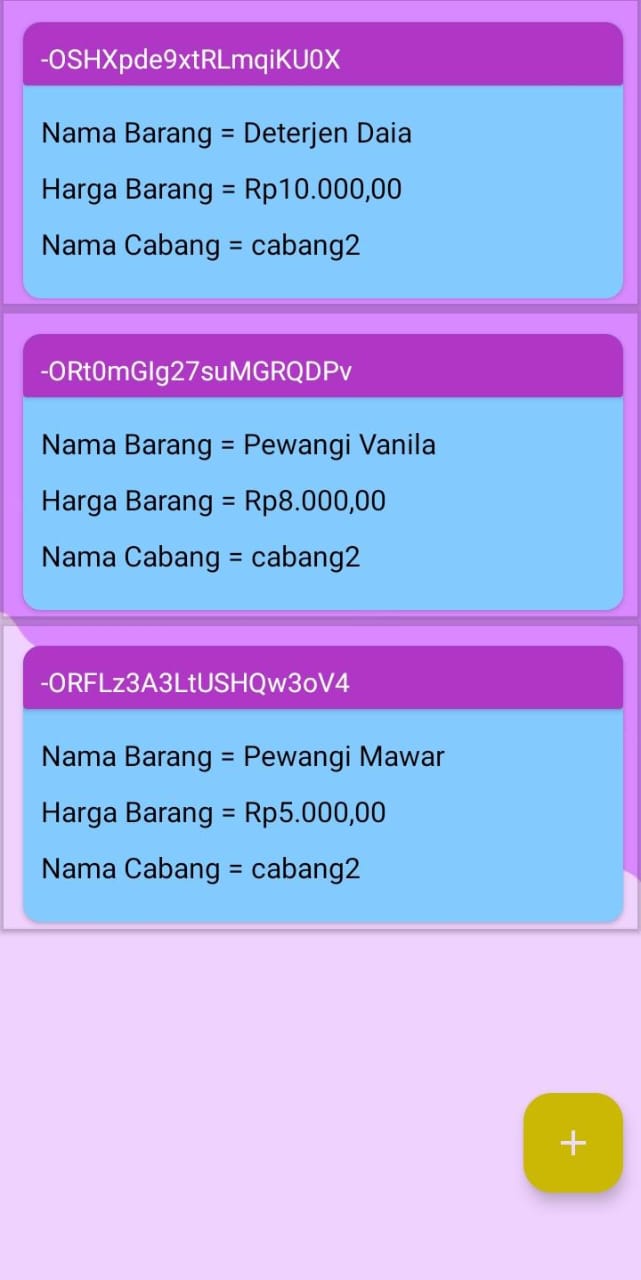 -OSHXpde9xtRLmqiKU0X
Nama Barang = Deterjen Daia
Harga Barang = Rp10.000,00
Nama Cabang = cabang2
-ORt0mGIg27suMGRQDPv
Nama Barang = Pewangi Vanila
Harga Barang = Rp8.000,00
Nama Cabang = cabang2
-ORFLz3A3LtUSHQw3oV4
Nama Barang = Pewangi Mawar
Harga Barang = Rp5.000,00
Nama Cabang = cabang2
+